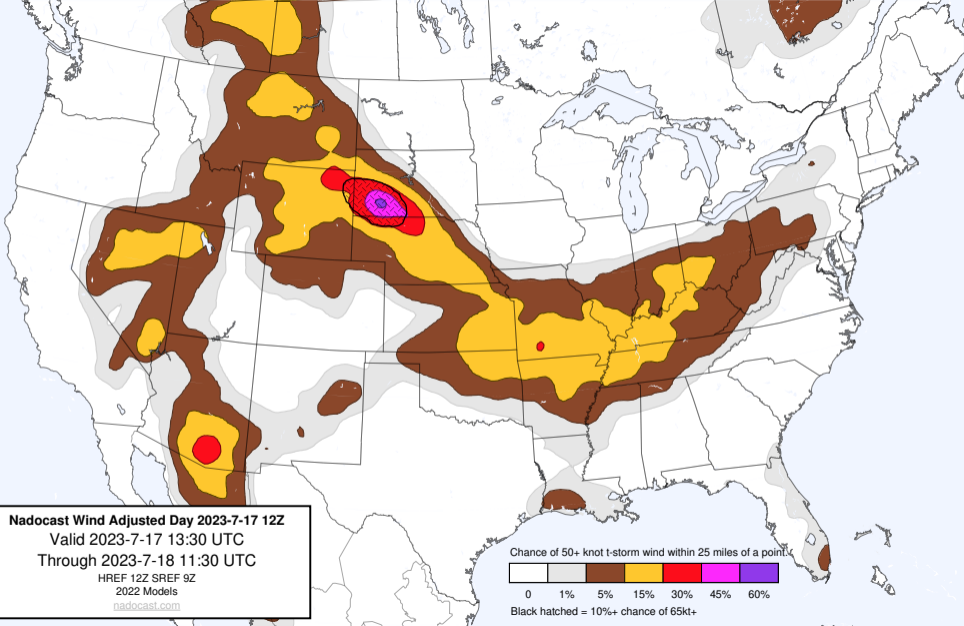 Nadocast Wind Adjusted Day 2023-7-17 12Z
Valid 2023-7-17 13:30 UTC
Through 2023-7-18 11:30 UTC
HREF 12Z SREF 9Z
2022 Models
nadocast.com
Chance of 50+ knot t-storm wind within 25 miles of a point.
0 1% 5% 15% 30% 45% 60%
Black hatched = 10%+ chance of 65kt+